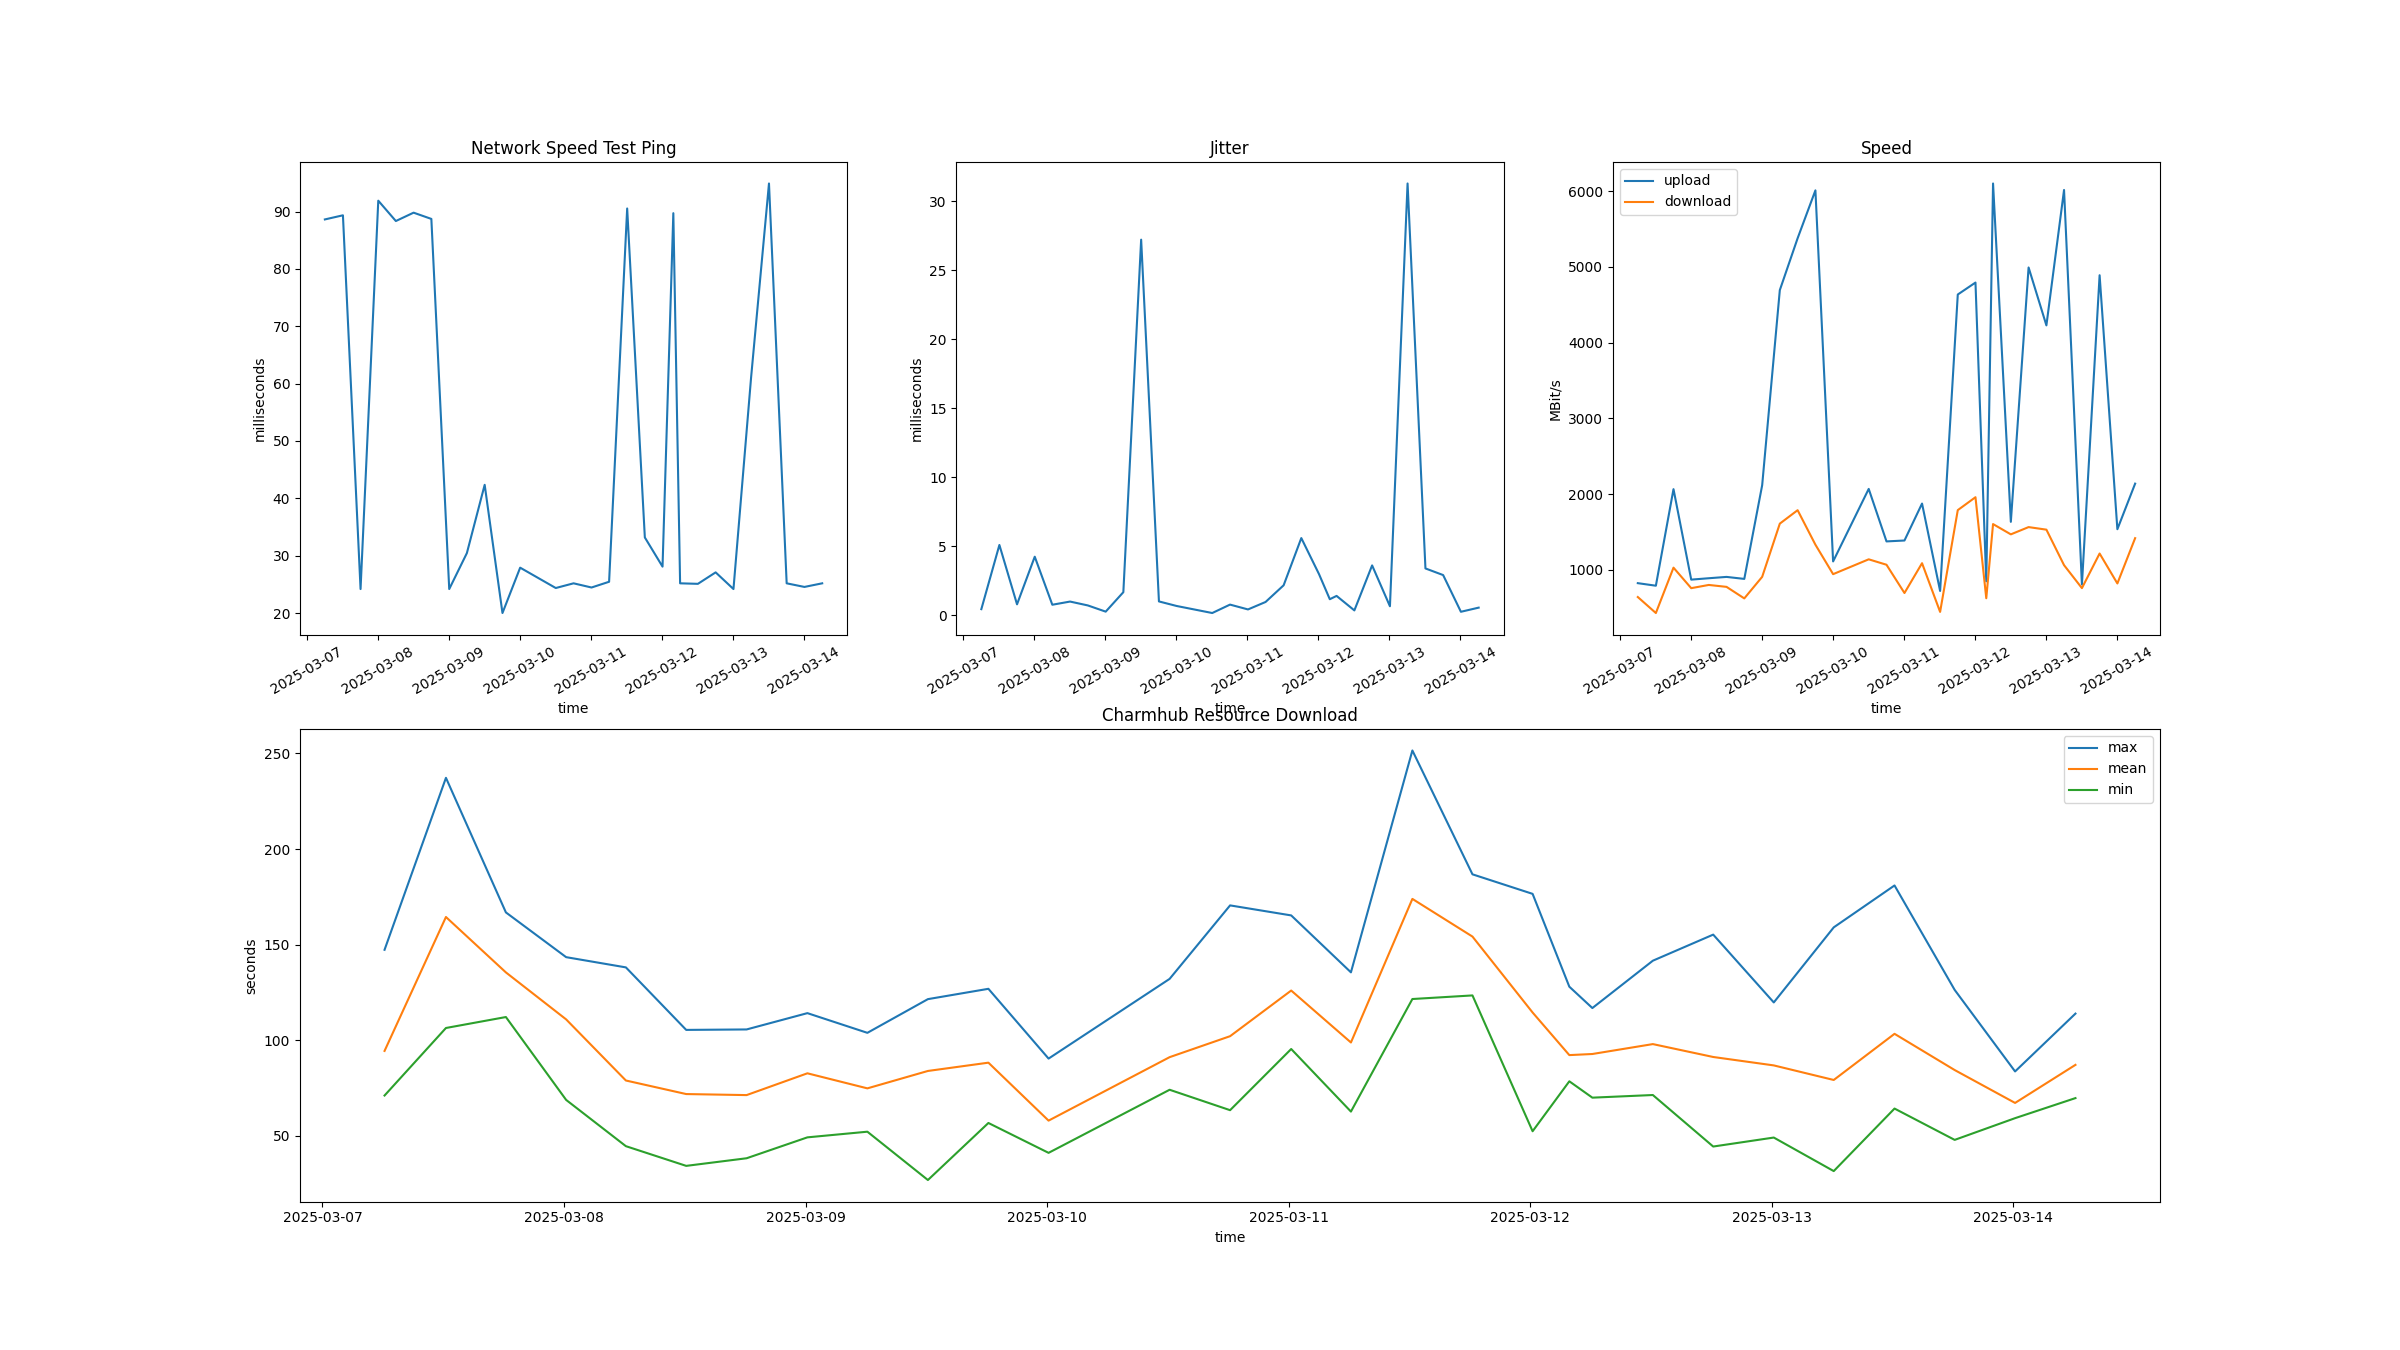 Network Speed Test Ping
milliseconds
90
80
70
60
50
40
30
20
2025-03-07 2025-03-08 2025-03-09 2025-03-10 2025-03-11 2025-03-12 2025-03-13 2025-03-14
time
Jitter
milliseconds
30
25
20
15
10
5
0
2025-03-07 2025-03-08 2025-03-09 2025-03-10 2025-03-11 2025-03-12 2025-03-13 2025-03-14
time
Speed
upload
download
MBit/s
6000
5000
4000
3000
2000
1000
2025-03-07 2025-03-08 2025-03-09 2025-03-10 2025-03-11 2025-03-12 2025-03-13 2025-03-14
time
Charmhub Resource Download
max
mean
min
seconds
250
200
150
100
50
2025-03-07 2025-03-08 2025-03-09 2025-03-10 2025-03-11 2025-03-12 2025-03-13 2025-03-14
time